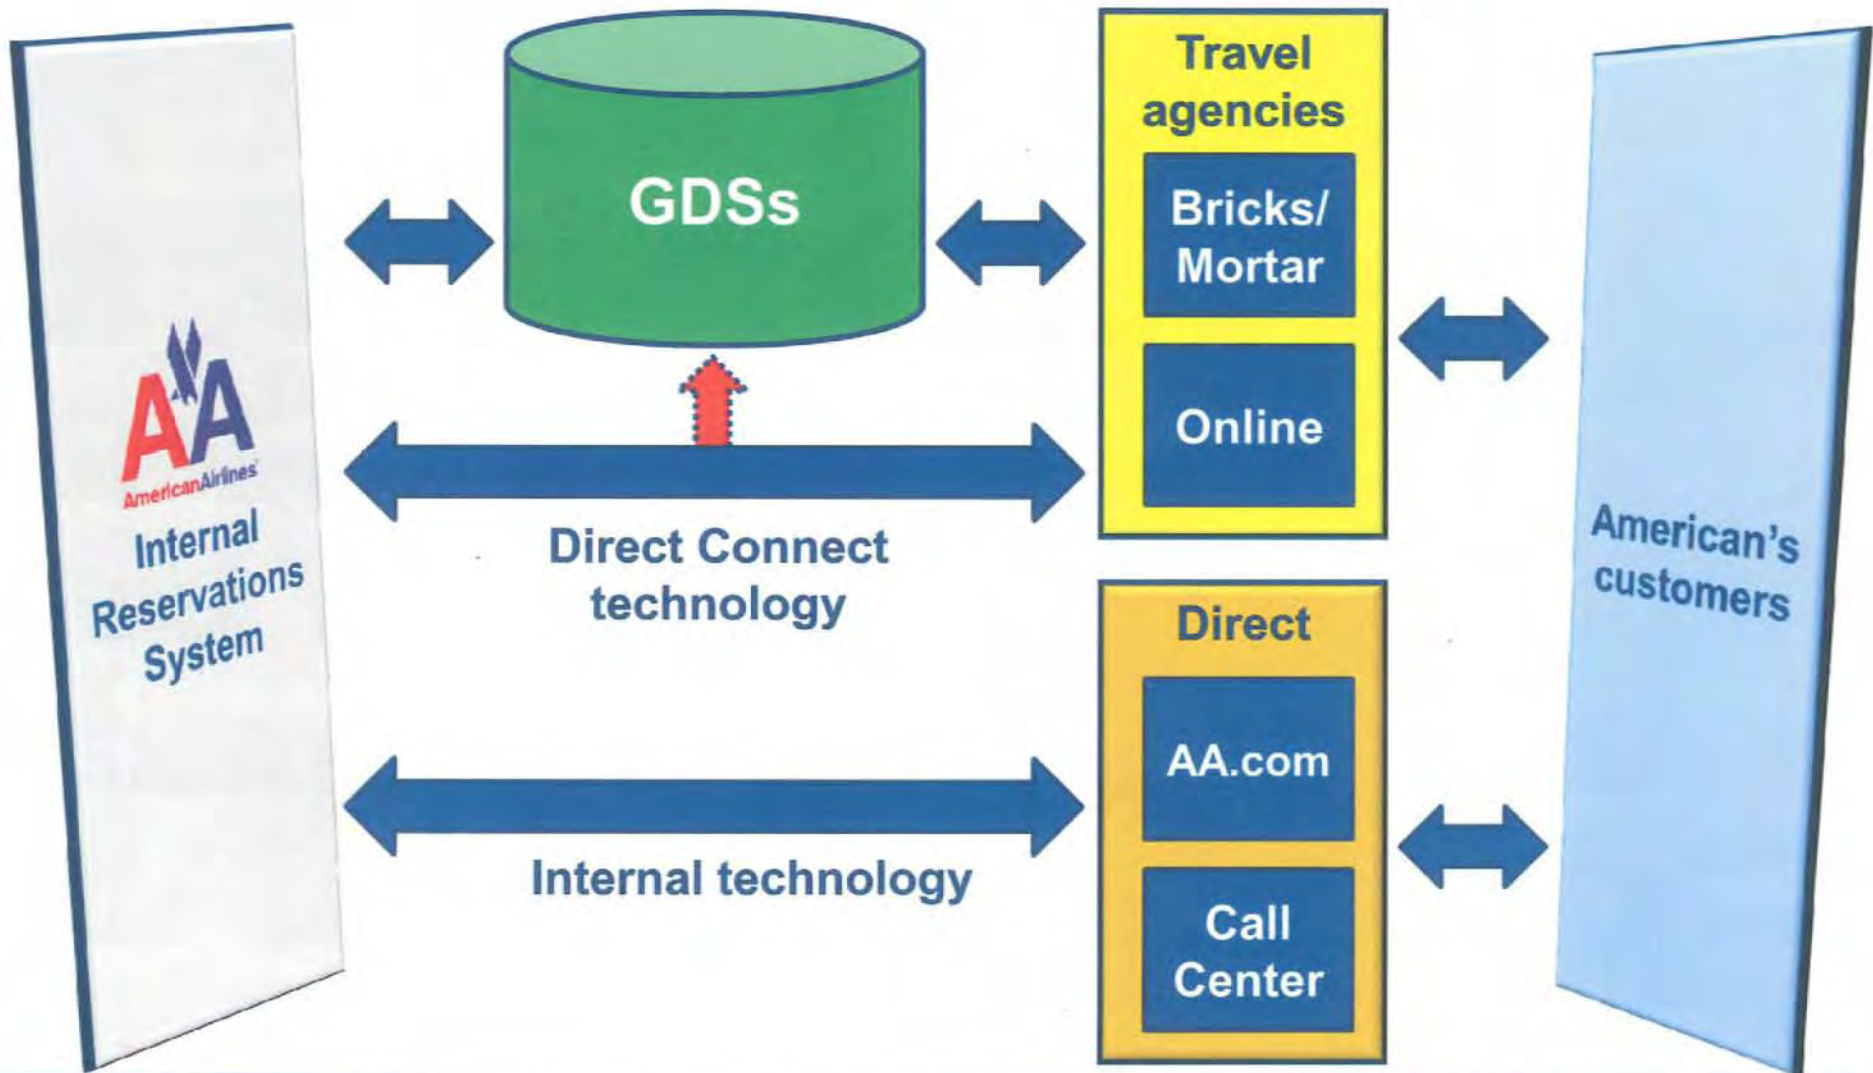 GDSs
Travel
agencies
Bricks/
Mortar
Online
AA
AmericanAirlines
Internal
Reservations
System
Direct Connect
technology
Internal technology
Direct
AA.com
Call
Center
American's
customers